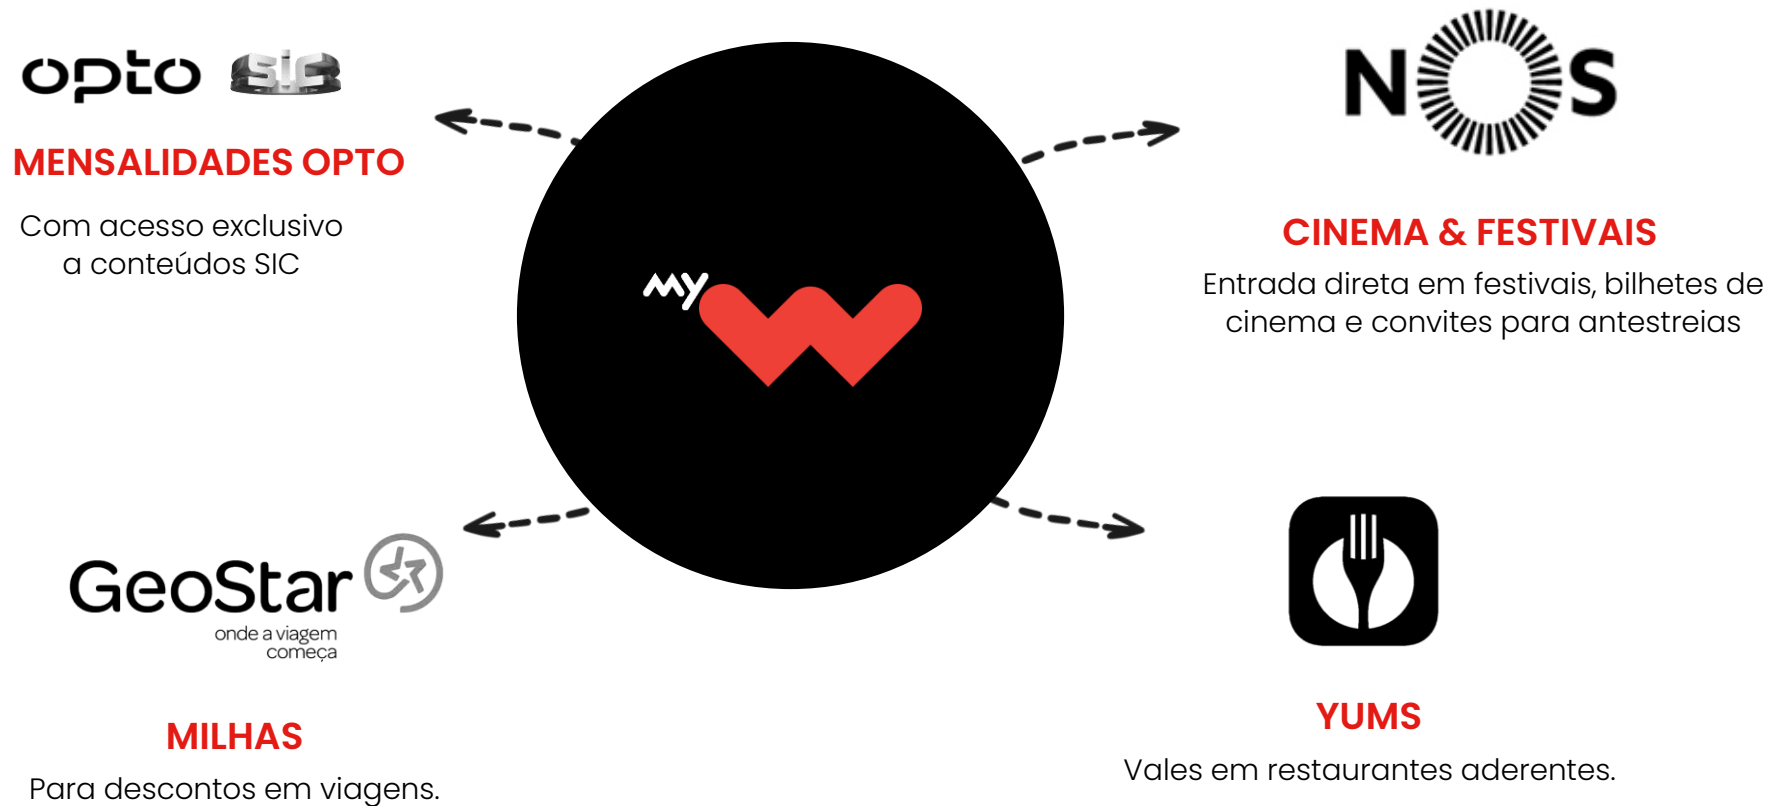 opto SIC
MENSALIDADES OPTO
Com acesso exclusivo
a conteúdos SIC
NOS
CINEMA & FESTIVAIS
Entrada direta em festivais, bilhetes de
cinema e convites para antestreias
my W
GeoStar
onde a viagem
começa
MILHAS
Para descontos em viagens.
YUMS
Vales em restaurantes aderentes.